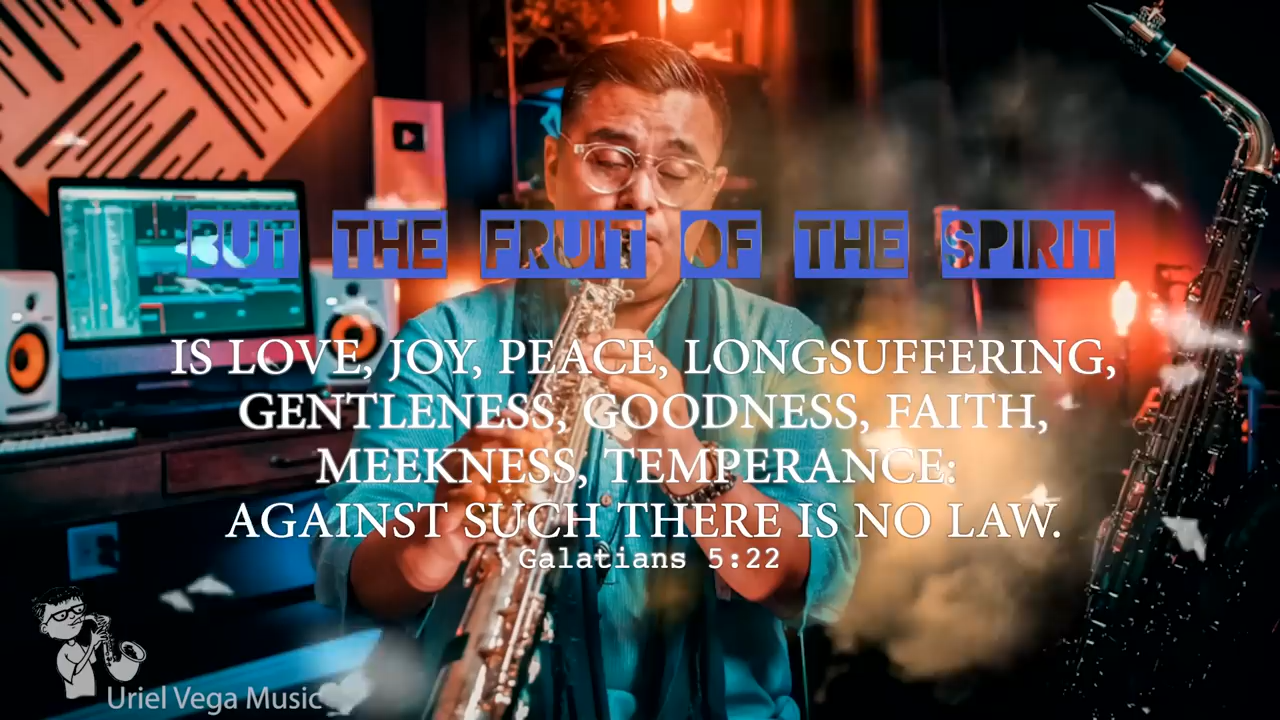 BUT THE FRUIT OF THE SPIRIT
IS LOVE, JOY, PEACE, LONGSUFFERING,
GENTLENESS, GOODNESS, FAITH,
MEEKNESS, TEMPERANCE:
AGAINST SUCH THERE IS NO LAW.
Galatians 5:22
Uriel Vega Music